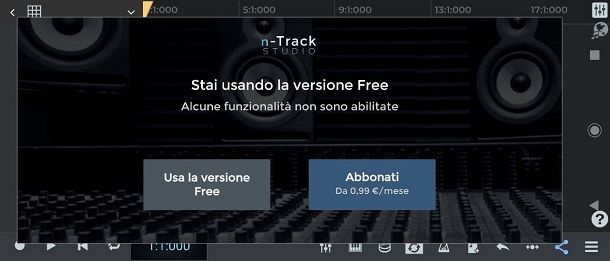 1:1:000 5:1:000 9:1:000 13:1:000 17:1:000
n-Track
STUDIO
Stai usando la versione Free
Alcune funzionalità non sono abilitate
Usa la versione
Free
Abbonati
Da 0,99 €/mese
?
1:1:000